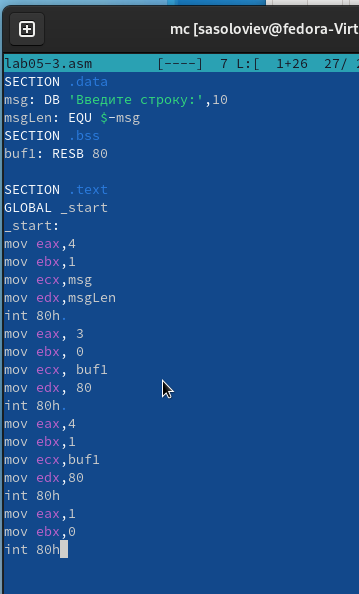 mc [sasoloviev@fedora-Virt
lab05-3.asm [----] 7 L:[ 1+26 27/
SECTION .data
msg: DB 'Введите строку:',10
msgLen: EQU $-msg
SECTION .bss
buf1: RESB 80
SECTION .text
GLOBAL _start
_start:
mov eax,4
mov ebx,1
mov ecx,msg
mov edx,msgLen
int 80h.
mov eax, 3
mov ebx, 0
mov ecx, buf1
mov edx, 80
int 80h.
mov eax,4
mov ebx,1
mov ecx,buf1
mov edx,80
int 80h
mov eax,1
mov ebx,0
int 80h